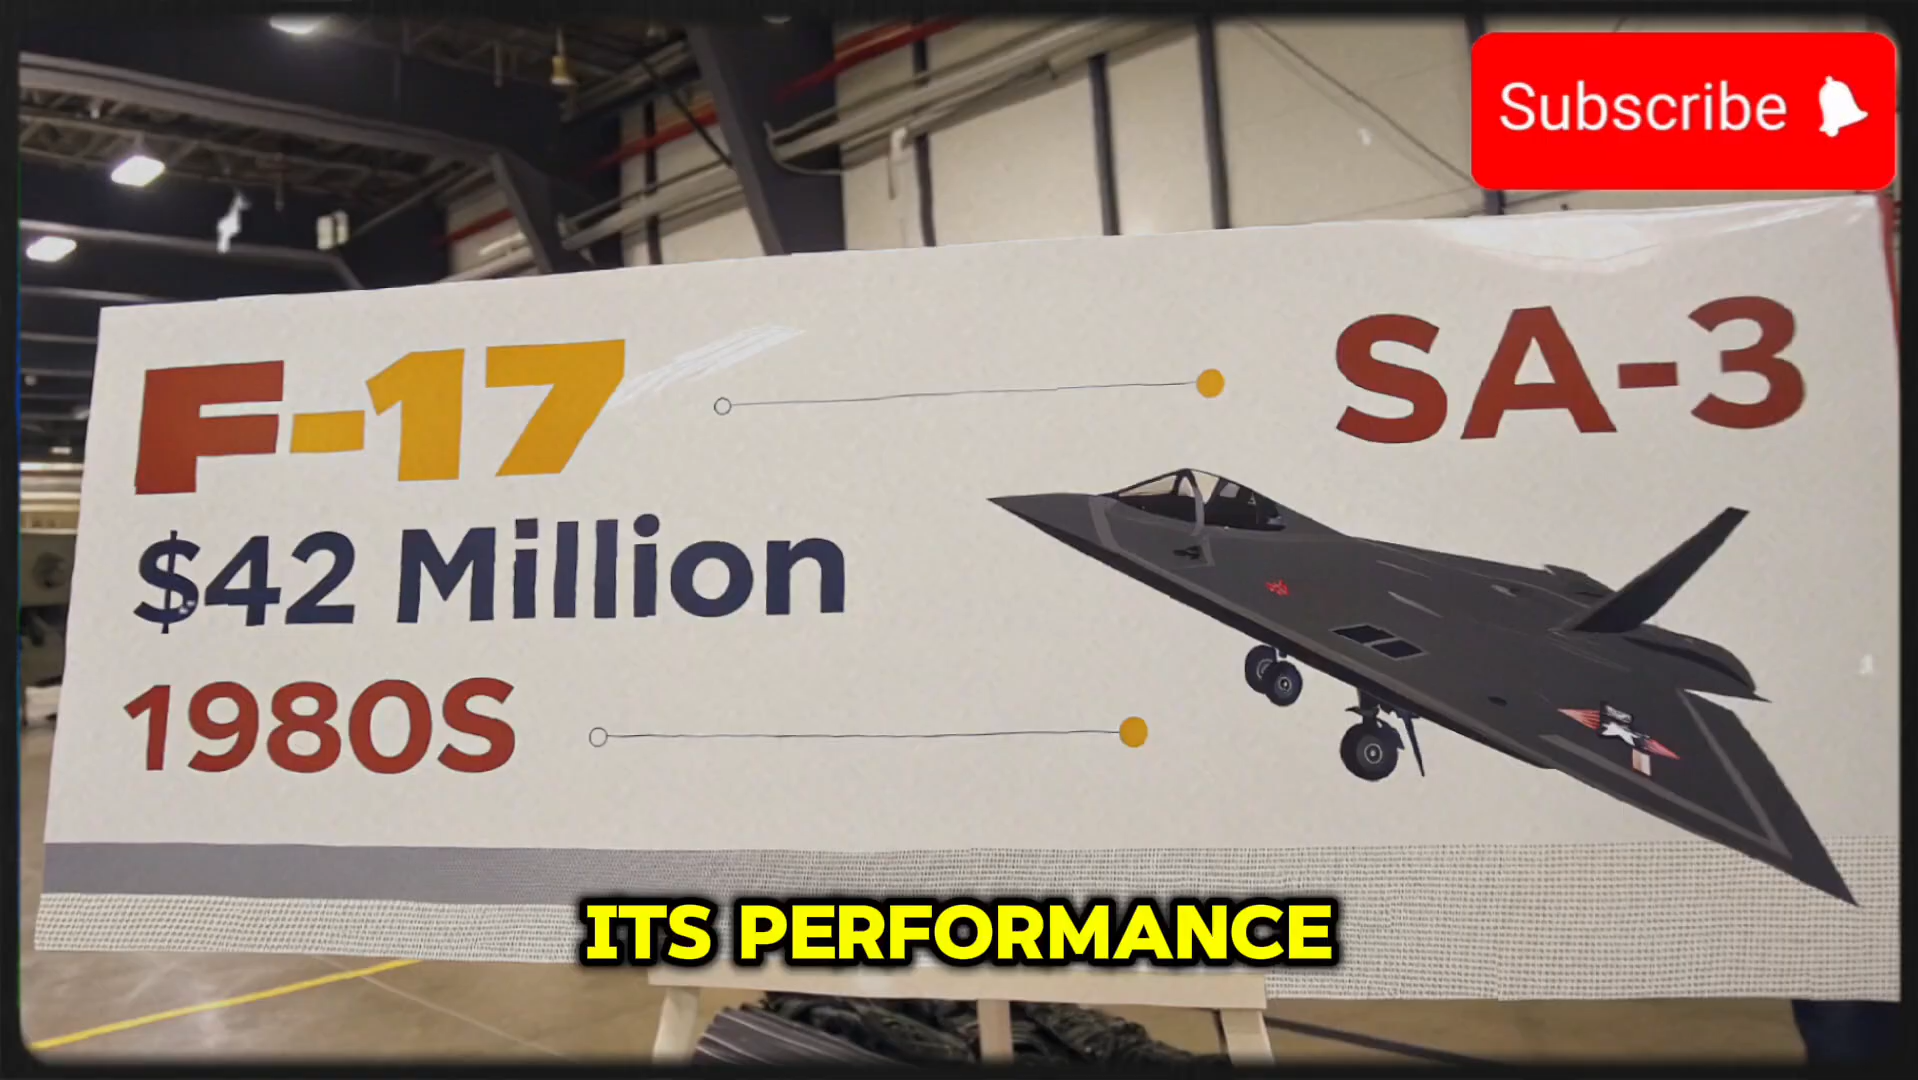 Subscribe
F-17
SA-3
$42 Million
1980S
ITS PERFORMANCE